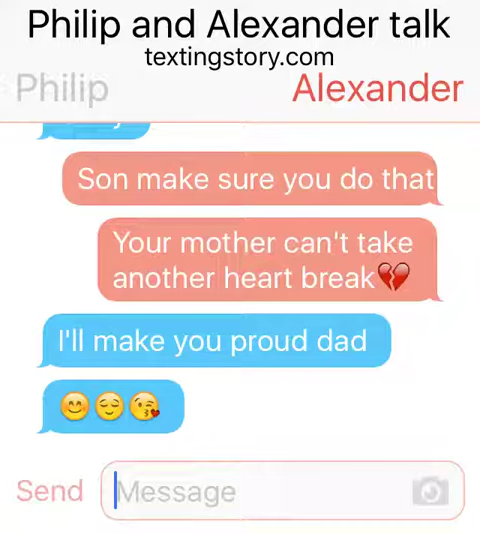 Philip and Alexander talk
textingstory.com
Philip
Alexander
Son make sure you do that
Your mother can't take
another heart break💔
I'll make you proud dad
😊😌😘
Send
Message